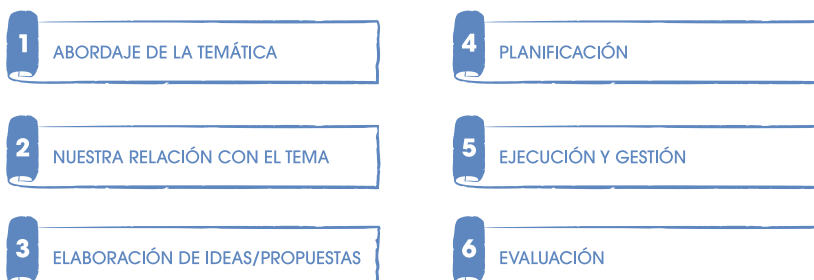 1 ABORDAJE DE LA TEMÁTICA
2 NUESTRA RELACIÓN CON EL TEMA
3 ELABORACIÓN DE IDEAS/PROPUESTAS
4 PLANIFICACIÓN
5 EJECUCIÓN Y GESTIÓN
6 EVALUACIÓN